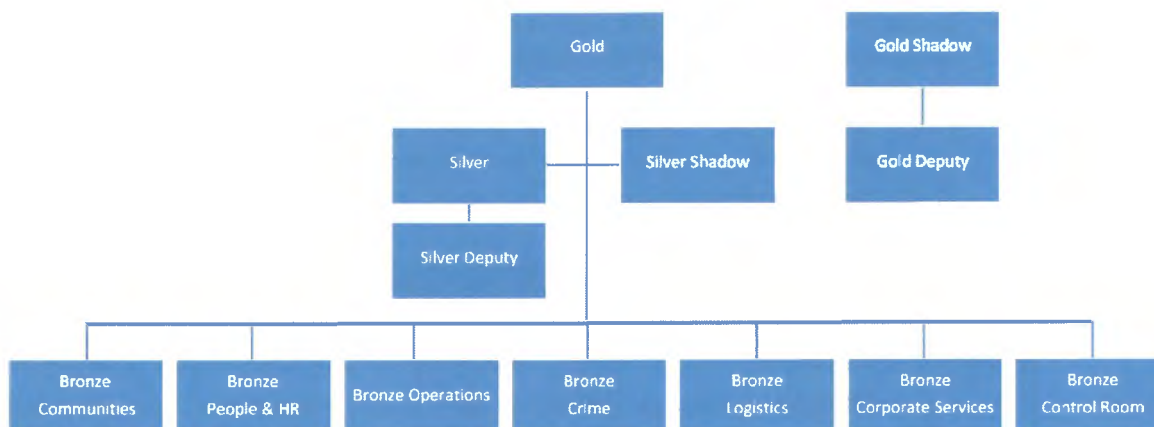 Gold
Gold Shadow
Silver
Silver Shadow
Gold Deputy
Silver Deputy
Bronze
Communities
Bronze
People & HR
Bronze Operations
Bronze
Crime
Bronze
Logistics
Bronze
Corporate Services
Bronze
Control Room